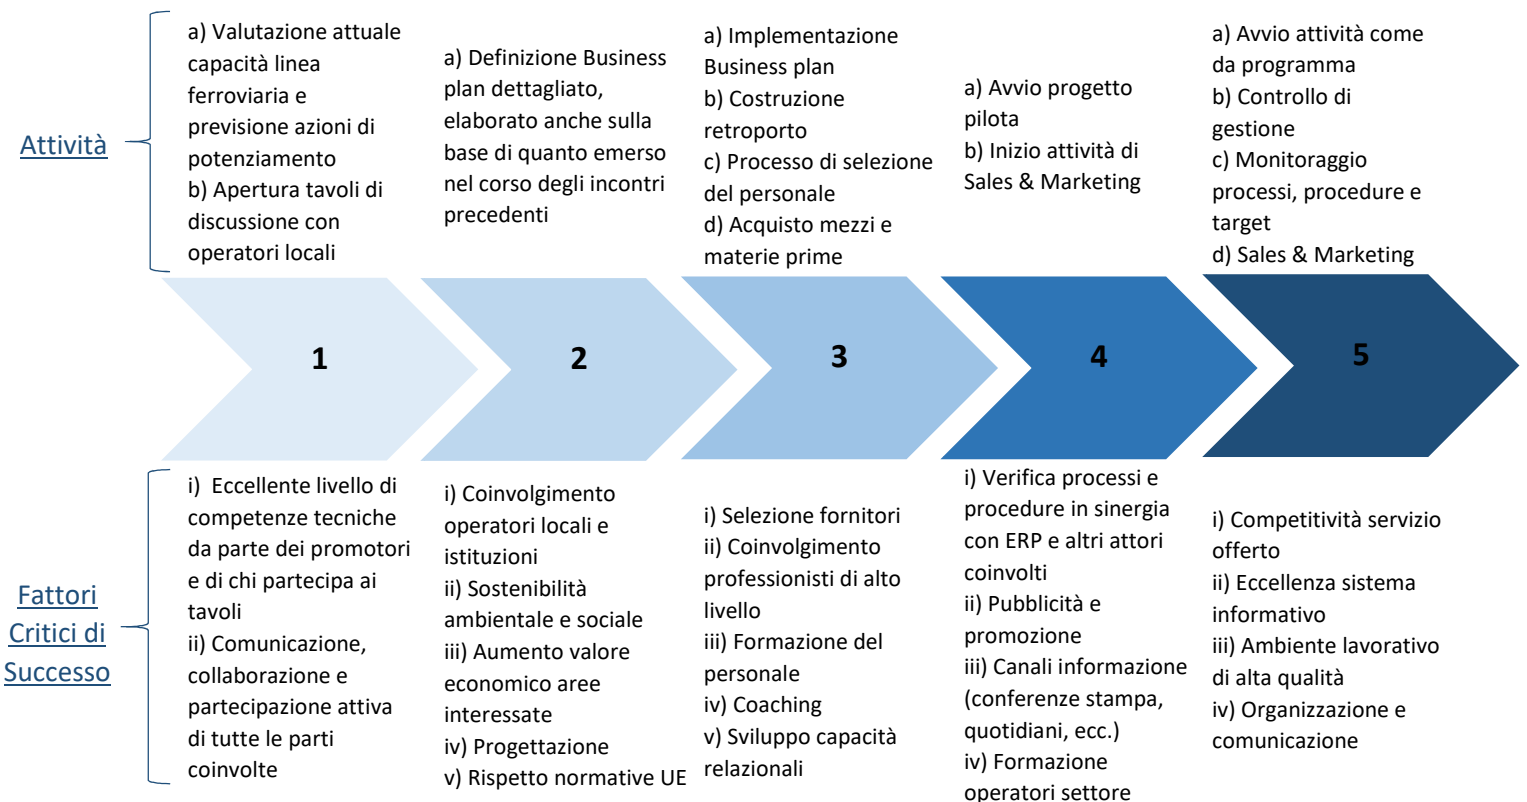 Attività
a) Valutazione attuale
capacità linea
ferroviaria e
previsione azioni di
potenziamento
b) Apertura tavoli di
discussione con
operatori locali
a) Definizione Business
plan dettagliato,
elaborato anche sulla
base di quanto emerso
nel corso degli incontri
precedenti
a) Implementazione
Business plan
b) Costruzione
retroporto
c) Processo di selezione
del personale
d) Acquisto mezzi e
materie prime
a) Avvio progetto
pilota
b) Inizio attività di
Sales & Marketing
a) Avvio attività come
da programma
b) Controllo di
gestione
c) Monitoraggio
processi, procedure e
target
d) Sales & Marketing
1
2
3
4
5
Fattori
Critici di
Successo
i) Eccellente livello di
competenze tecniche
da parte dei promotori
e di chi partecipa ai
tavoli
ii) Comunicazione,
collaborazione e
partecipazione attiva
di tutte le parti
coinvolte
i) Coinvolgimento
operatori locali e
istituzioni
ii) Sostenibilità
ambientale e sociale
iii) Aumento valore
economico aree
interessate
iv) Progettazione
v) Rispetto normative UE
i) Selezione fornitori
ii) Coinvolgimento
professionisti di alto
livello
iii) Formazione del
personale
iv) Coaching
v) Sviluppo capacità
relazionali
i) Verifica processi e
procedure in sinergia
con ERP e altri attori
coinvolti
ii) Pubblicità e
promozione
iii) Canali informazione
(conferenze stampa,
quotidiani, ecc.)
iv) Formazione
operatori settore
i) Competitività servizio
offerto
ii) Eccellenza sistema
informativo
iii) Ambiente lavorativo
di alta qualità
iv) Organizzazione e
comunicazione